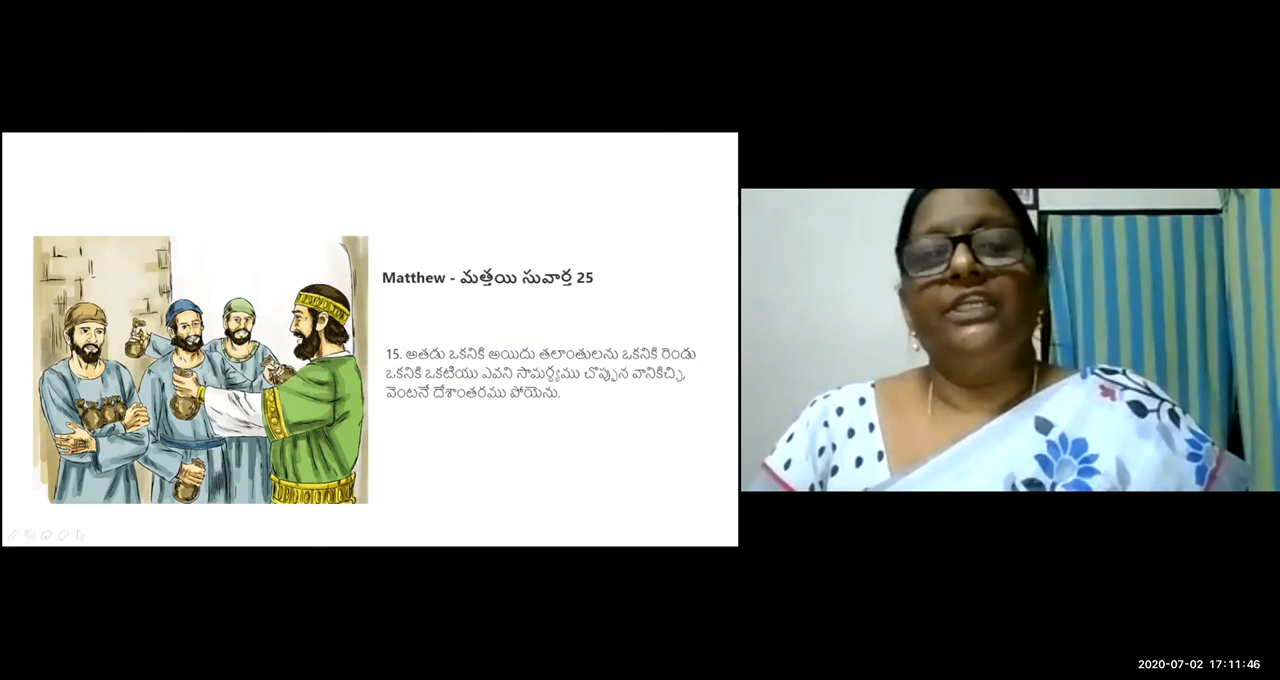 Matthew - మత్తయి సువార్త 25
15. అతడు ఒకనికి అయిదు తలాంతులను ఒకనికి రెండు
ఒకనికి ఒకటియు ఎవని సామర్థ్యము చొప్పున వానికిచ్చి,
వెంటనే దేశాంతరము పోయెను.
2020-07-02 17:11:46